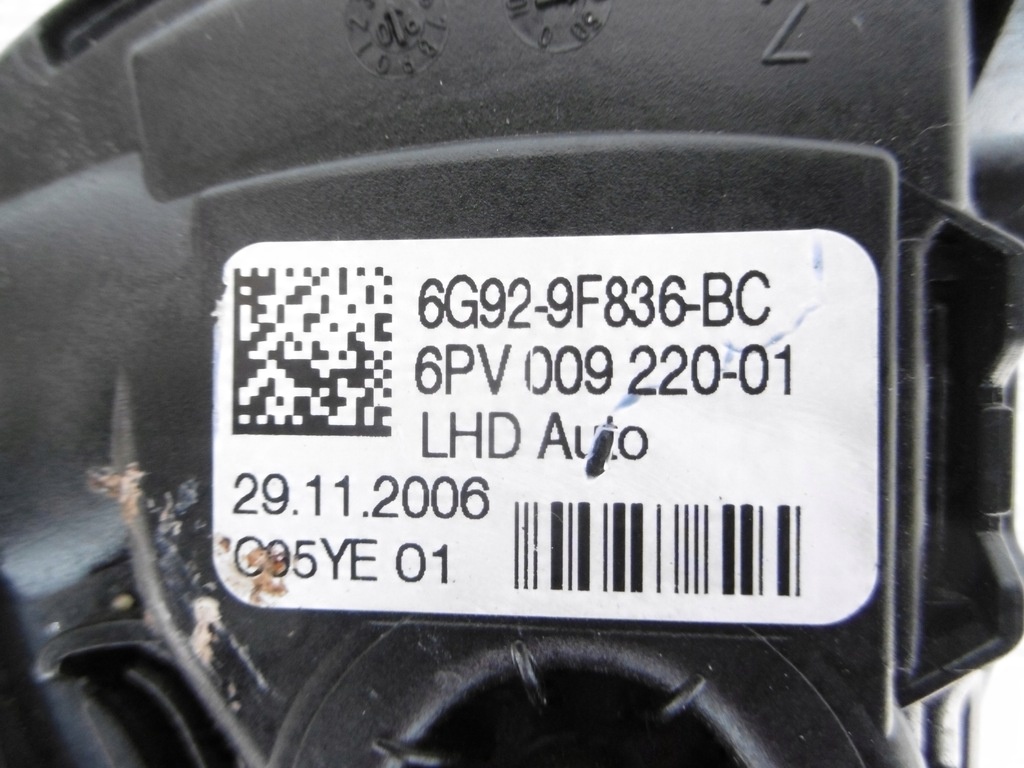 6G92-9F836-BC
6PV 009 220-01
LHD Auto
29.11.2006
C95YE 01